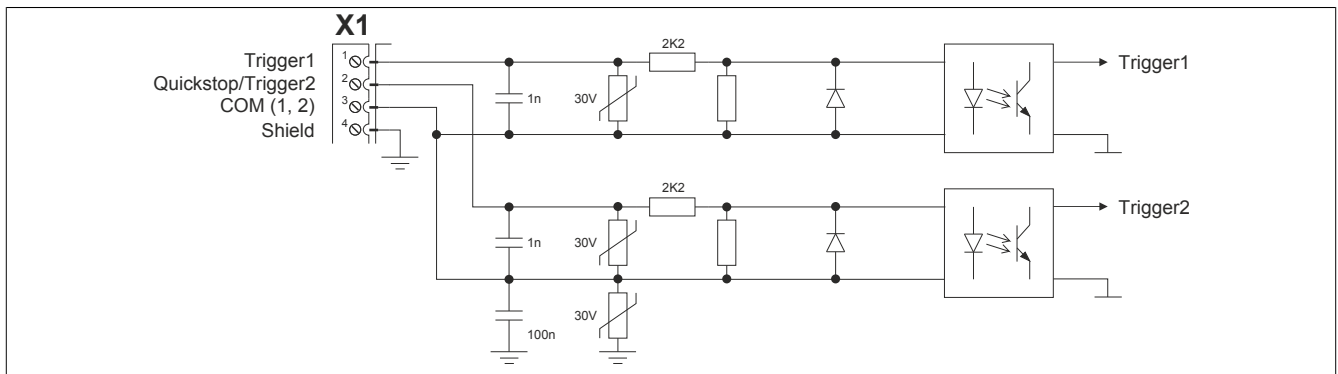 X1
Trigger1
Quickstop/Trigger2
COM (1, 2)
Shield
1
2
3
4
2K2
1n
30V
Trigger1
2K2
1n
30V
Trigger2
100n
30V